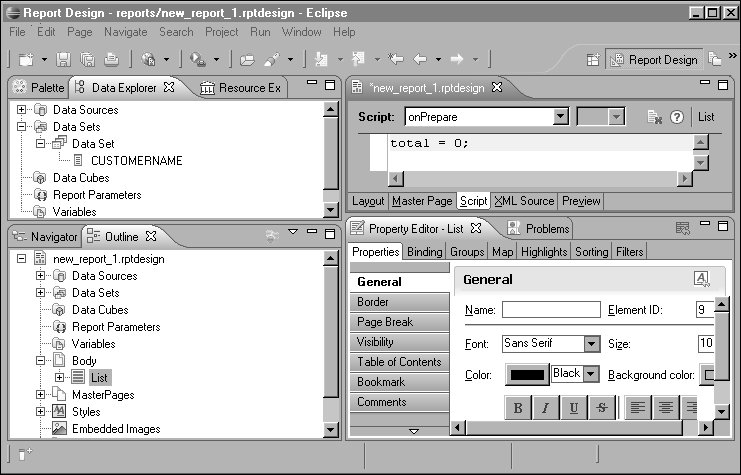 Report Design - reports/new_report_1.rptdesign - Eclipse
File Edit Page Navigate Search Project Run Window Help
Report Design
Palette Data Explorer Resource Ex
Data Sources
Data Sets
Data Set
CUSTOMERNAME
Data Cubes
Report Parameters
Variables
*new_report_1.rptdesign
Script: onPrepare List
total = 0;
Layout Master Page Script XML Source Preview
Navigator Outline
new_report_1.rptdesign
Data Sources
Data Sets
Data Cubes
Report Parameters
Variables
Body
List
MasterPages
Styles
Embedded Images
Property Editor - List Problems
Properties Binding Groups Map Highlights Sorting Filters
General
Border
Page Break
Visibility
Table of Contents
Bookmark
Comments
General
Name: Element ID: 9
Font: Sans Serif Size: 10
Color: Black Background color:
B I U S